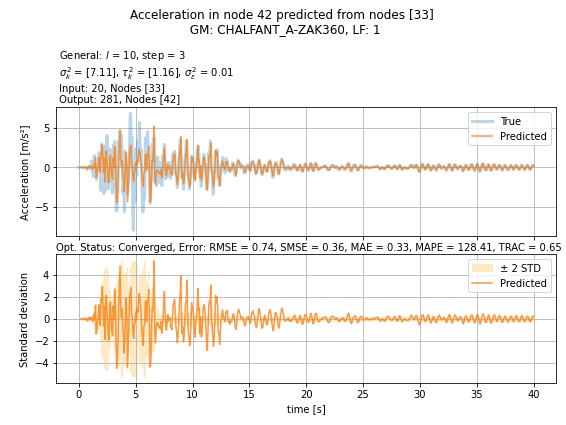 Acceleration in node 42 predicted from nodes [33]
GM: CHALFANT_A-ZAK360, LF: 1
General: l = 10, step = 3
σ²ₖ = [7.11], τ²ₖ = [1.16], σ²ε = 0.01
Input: 20, Nodes [33]
Output: 281, Nodes [42]
Acceleration [m/s²]
5
0
−5
True
Predicted
Opt. Status: Converged, Error: RMSE = 0.74, SMSE = 0.36, MAE = 0.33, MAPE = 128.41, TRAC = 0.65
Standard deviation
4
2
0
−2
−4
± 2 STD
Predicted
0 5 10 15 20 25 30 35 40
time [s]